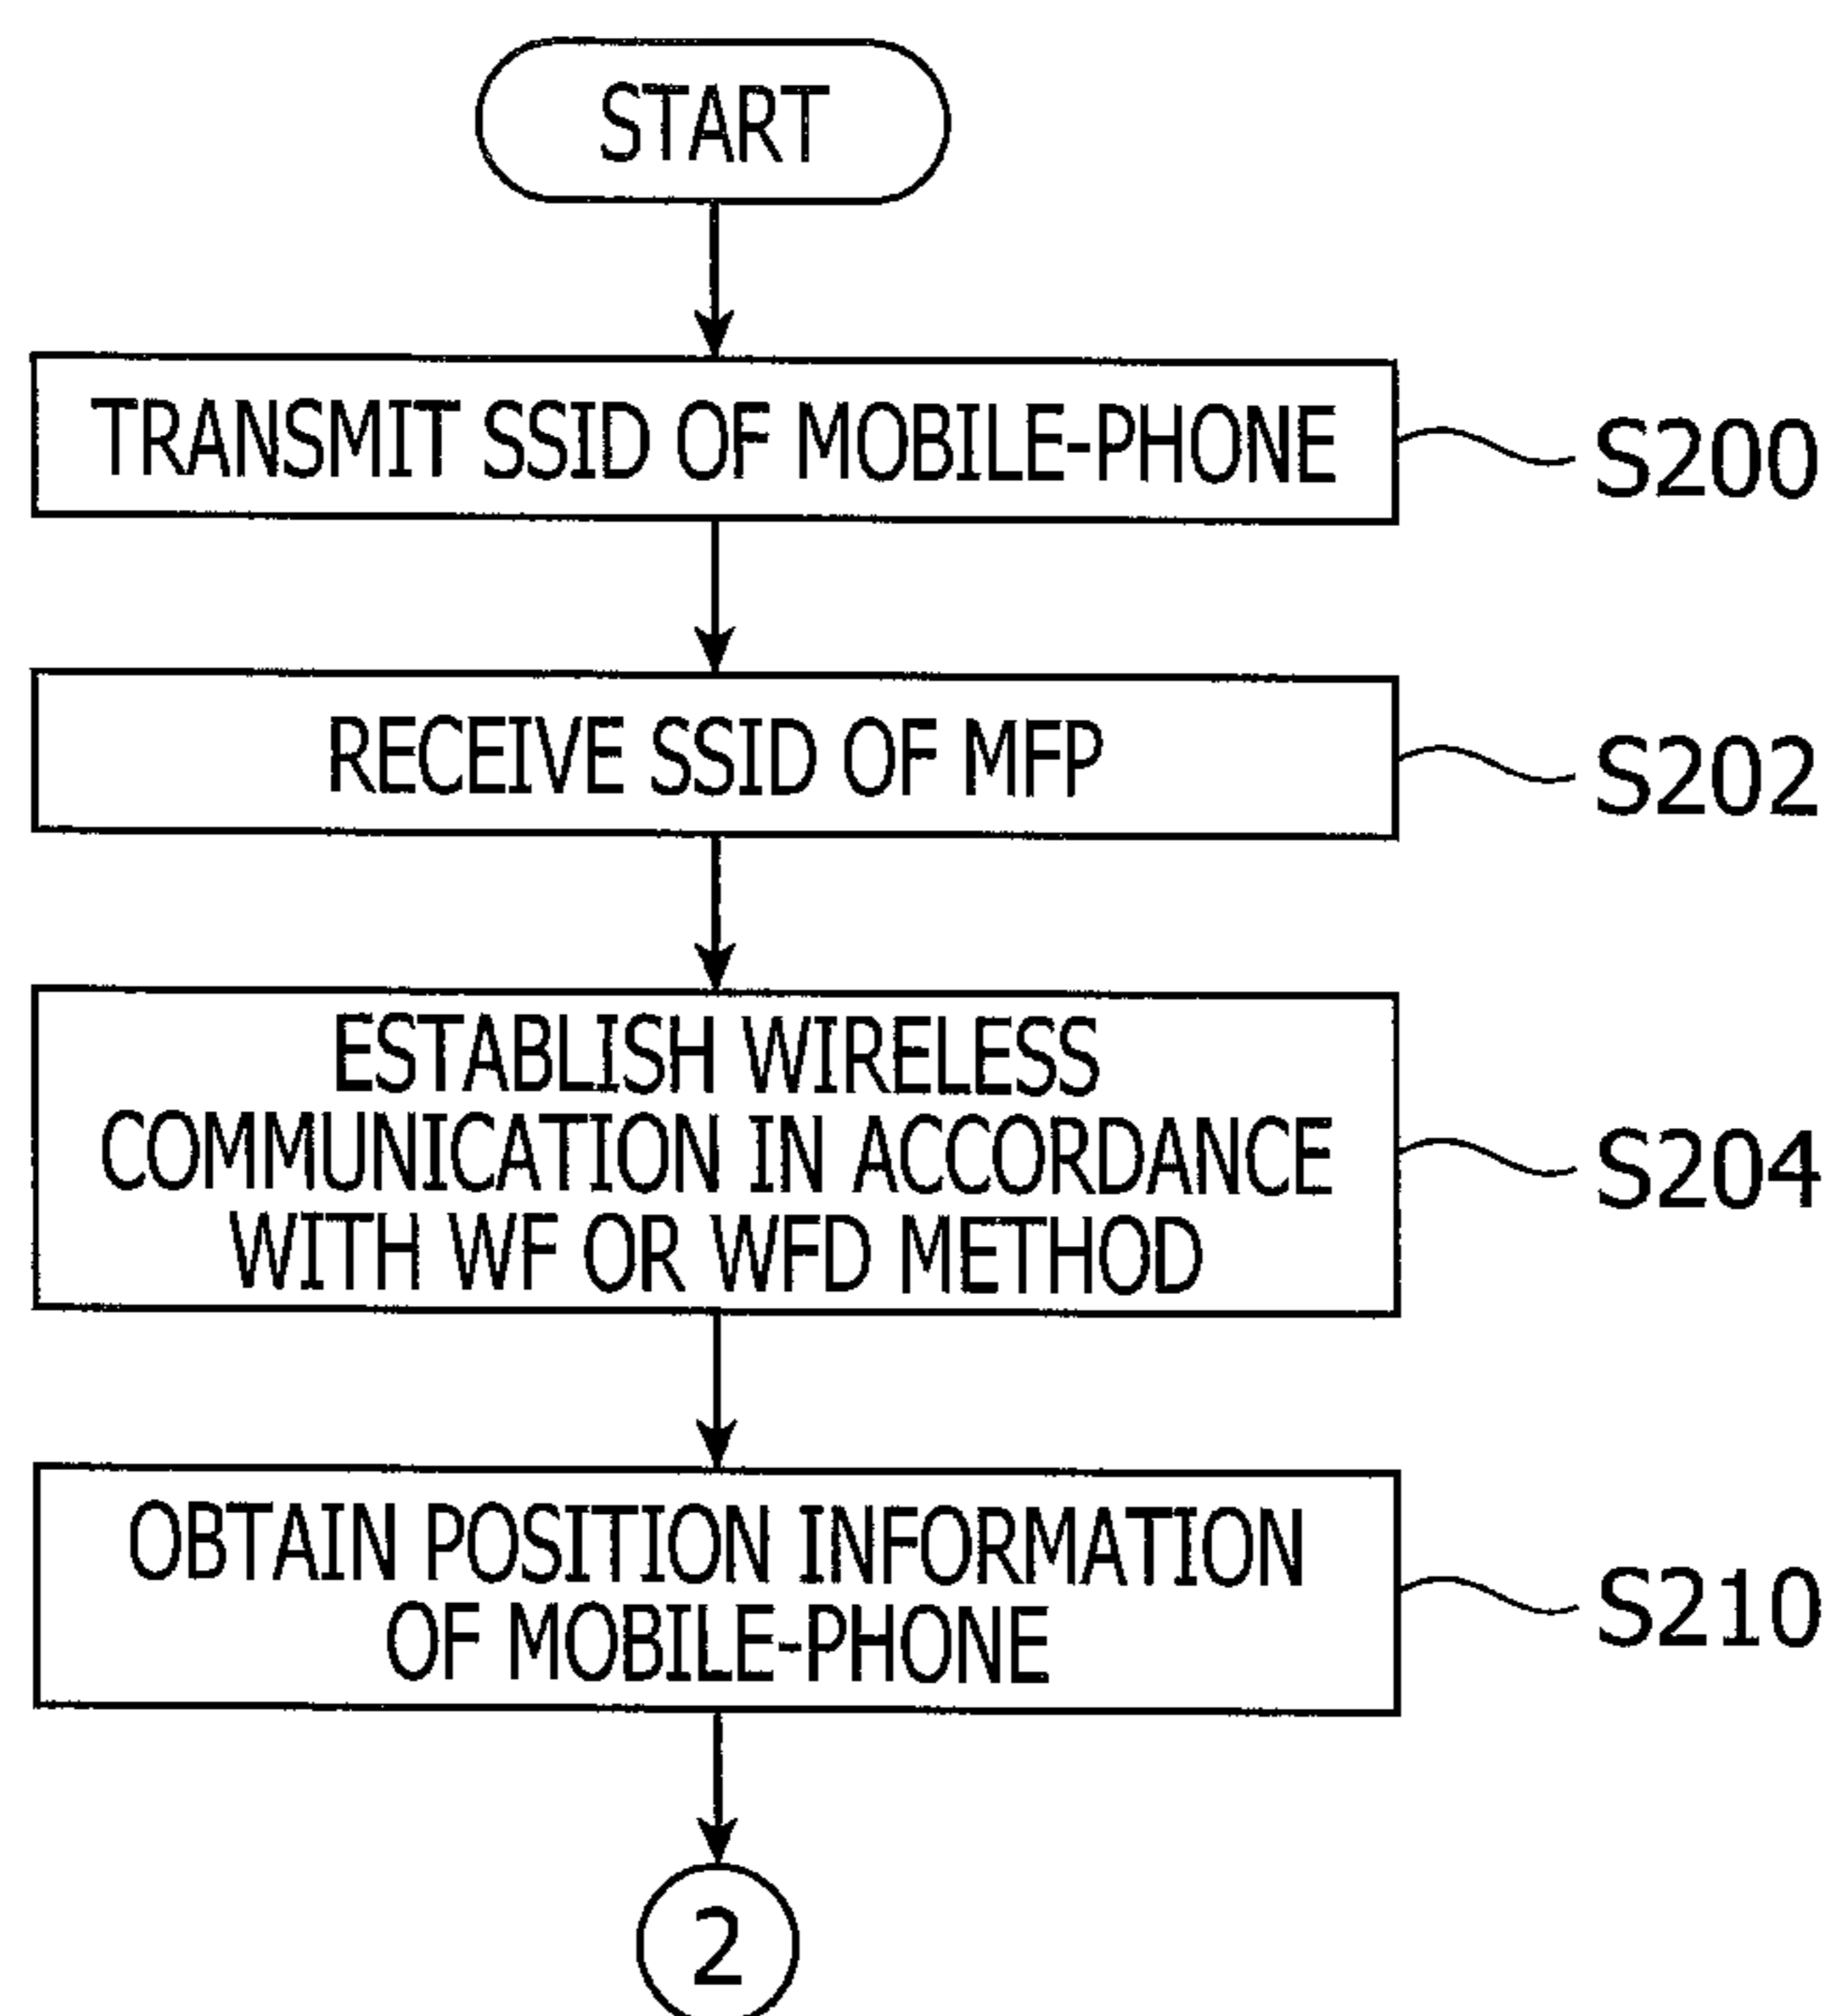 START
TRANSMIT SSID OF MOBILE-PHONE
S200
RECEIVE SSID OF MFP
S202
ESTABLISH WIRELESS
COMMUNICATION IN ACCORDANCE
WITH WF OR WFD METHOD
S204
OBTAIN POSITION INFORMATION
OF MOBILE-PHONE
S210
2